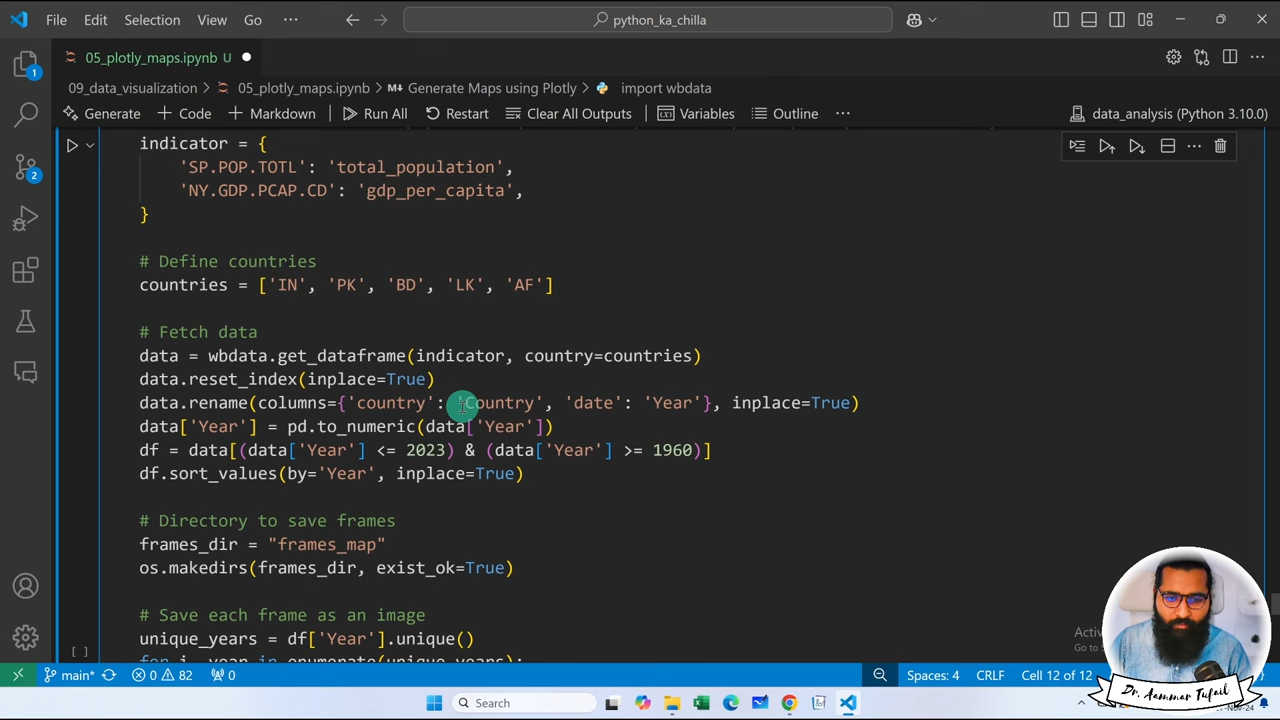 File Edit Selection View Go ··· python_ka_chilla
05_plotly_maps.ipynb U
09_data_visualization > 05_plotly_maps.ipynb > Generate Maps using Plotly > import wbdata
Generate + Code + Markdown Run All Restart Clear All Outputs Variables Outline ··· data_analysis (Python 3.10.0)
indicator = {
'SP.POP.TOTL': 'total_population',
'NY.GDP.PCAP.CD': 'gdp_per_capita',
}
# Define countries
countries = ['IN', 'PK', 'BD', 'LK', 'AF']
# Fetch data
data = wbdata.get_dataframe(indicator, country=countries)
data.reset_index(inplace=True)
data.rename(columns={'country': 'Country', 'date': 'Year'}, inplace=True)
data['Year'] = pd.to_numeric(data['Year'])
df = data[(data['Year'] <= 2023) & (data['Year'] >= 1960)]
df.sort_values(by='Year', inplace=True)
# Directory to save frames
frames_dir = "frames_map"
os.makedirs(frames_dir, exist_ok=True)
# Save each frame as an image
unique_years = df['Year'].unique()
for i, year in enumerate(unique_years):
[ ]
1
2
main* 0 82 0 Spaces: 4 CRLF Cell 12 of 12
Search
Dr. Aammar Tufail